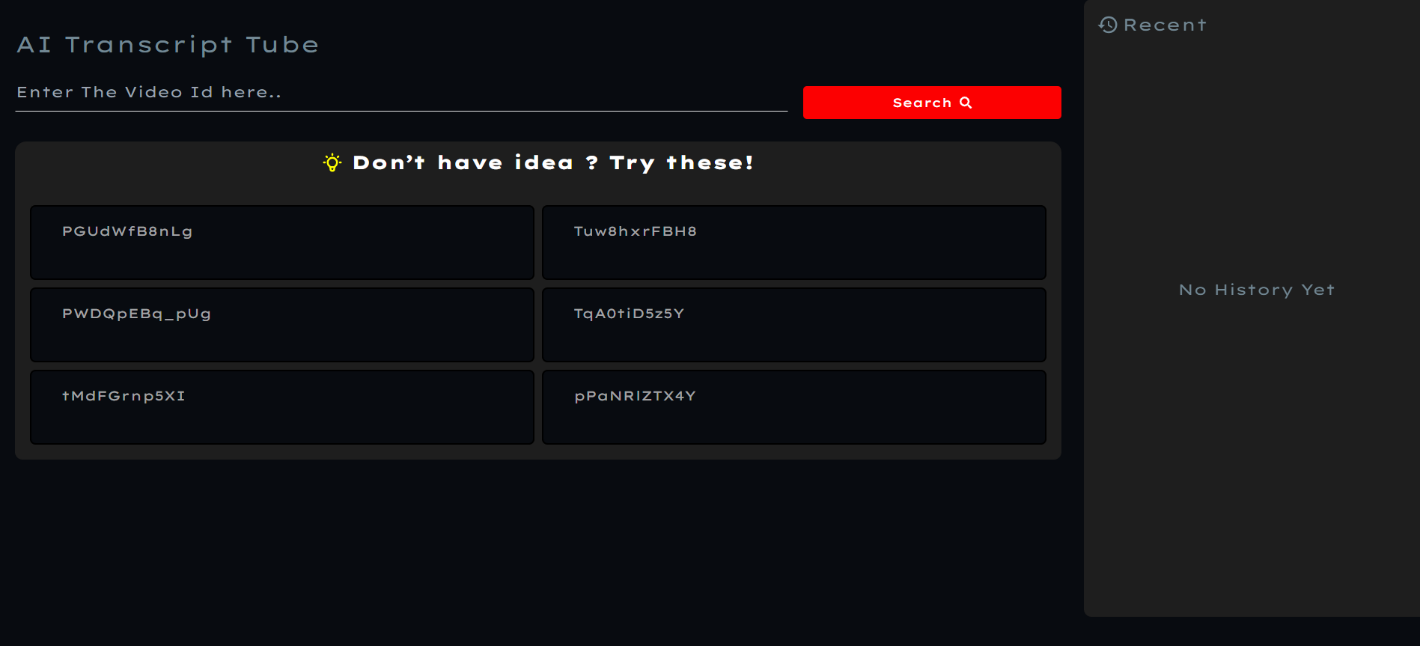 AI Transcript Tube
Enter The Video Id here..
Search
Don't have idea ? Try these!
PGUdWfB8nLg
Tuw8hxrFBH8
PWDQpEBq_pUg
TqA0tiD5z5Y
tMdFGrnp5XI
pPaNRlZTX4Y
Recent
No History Yet